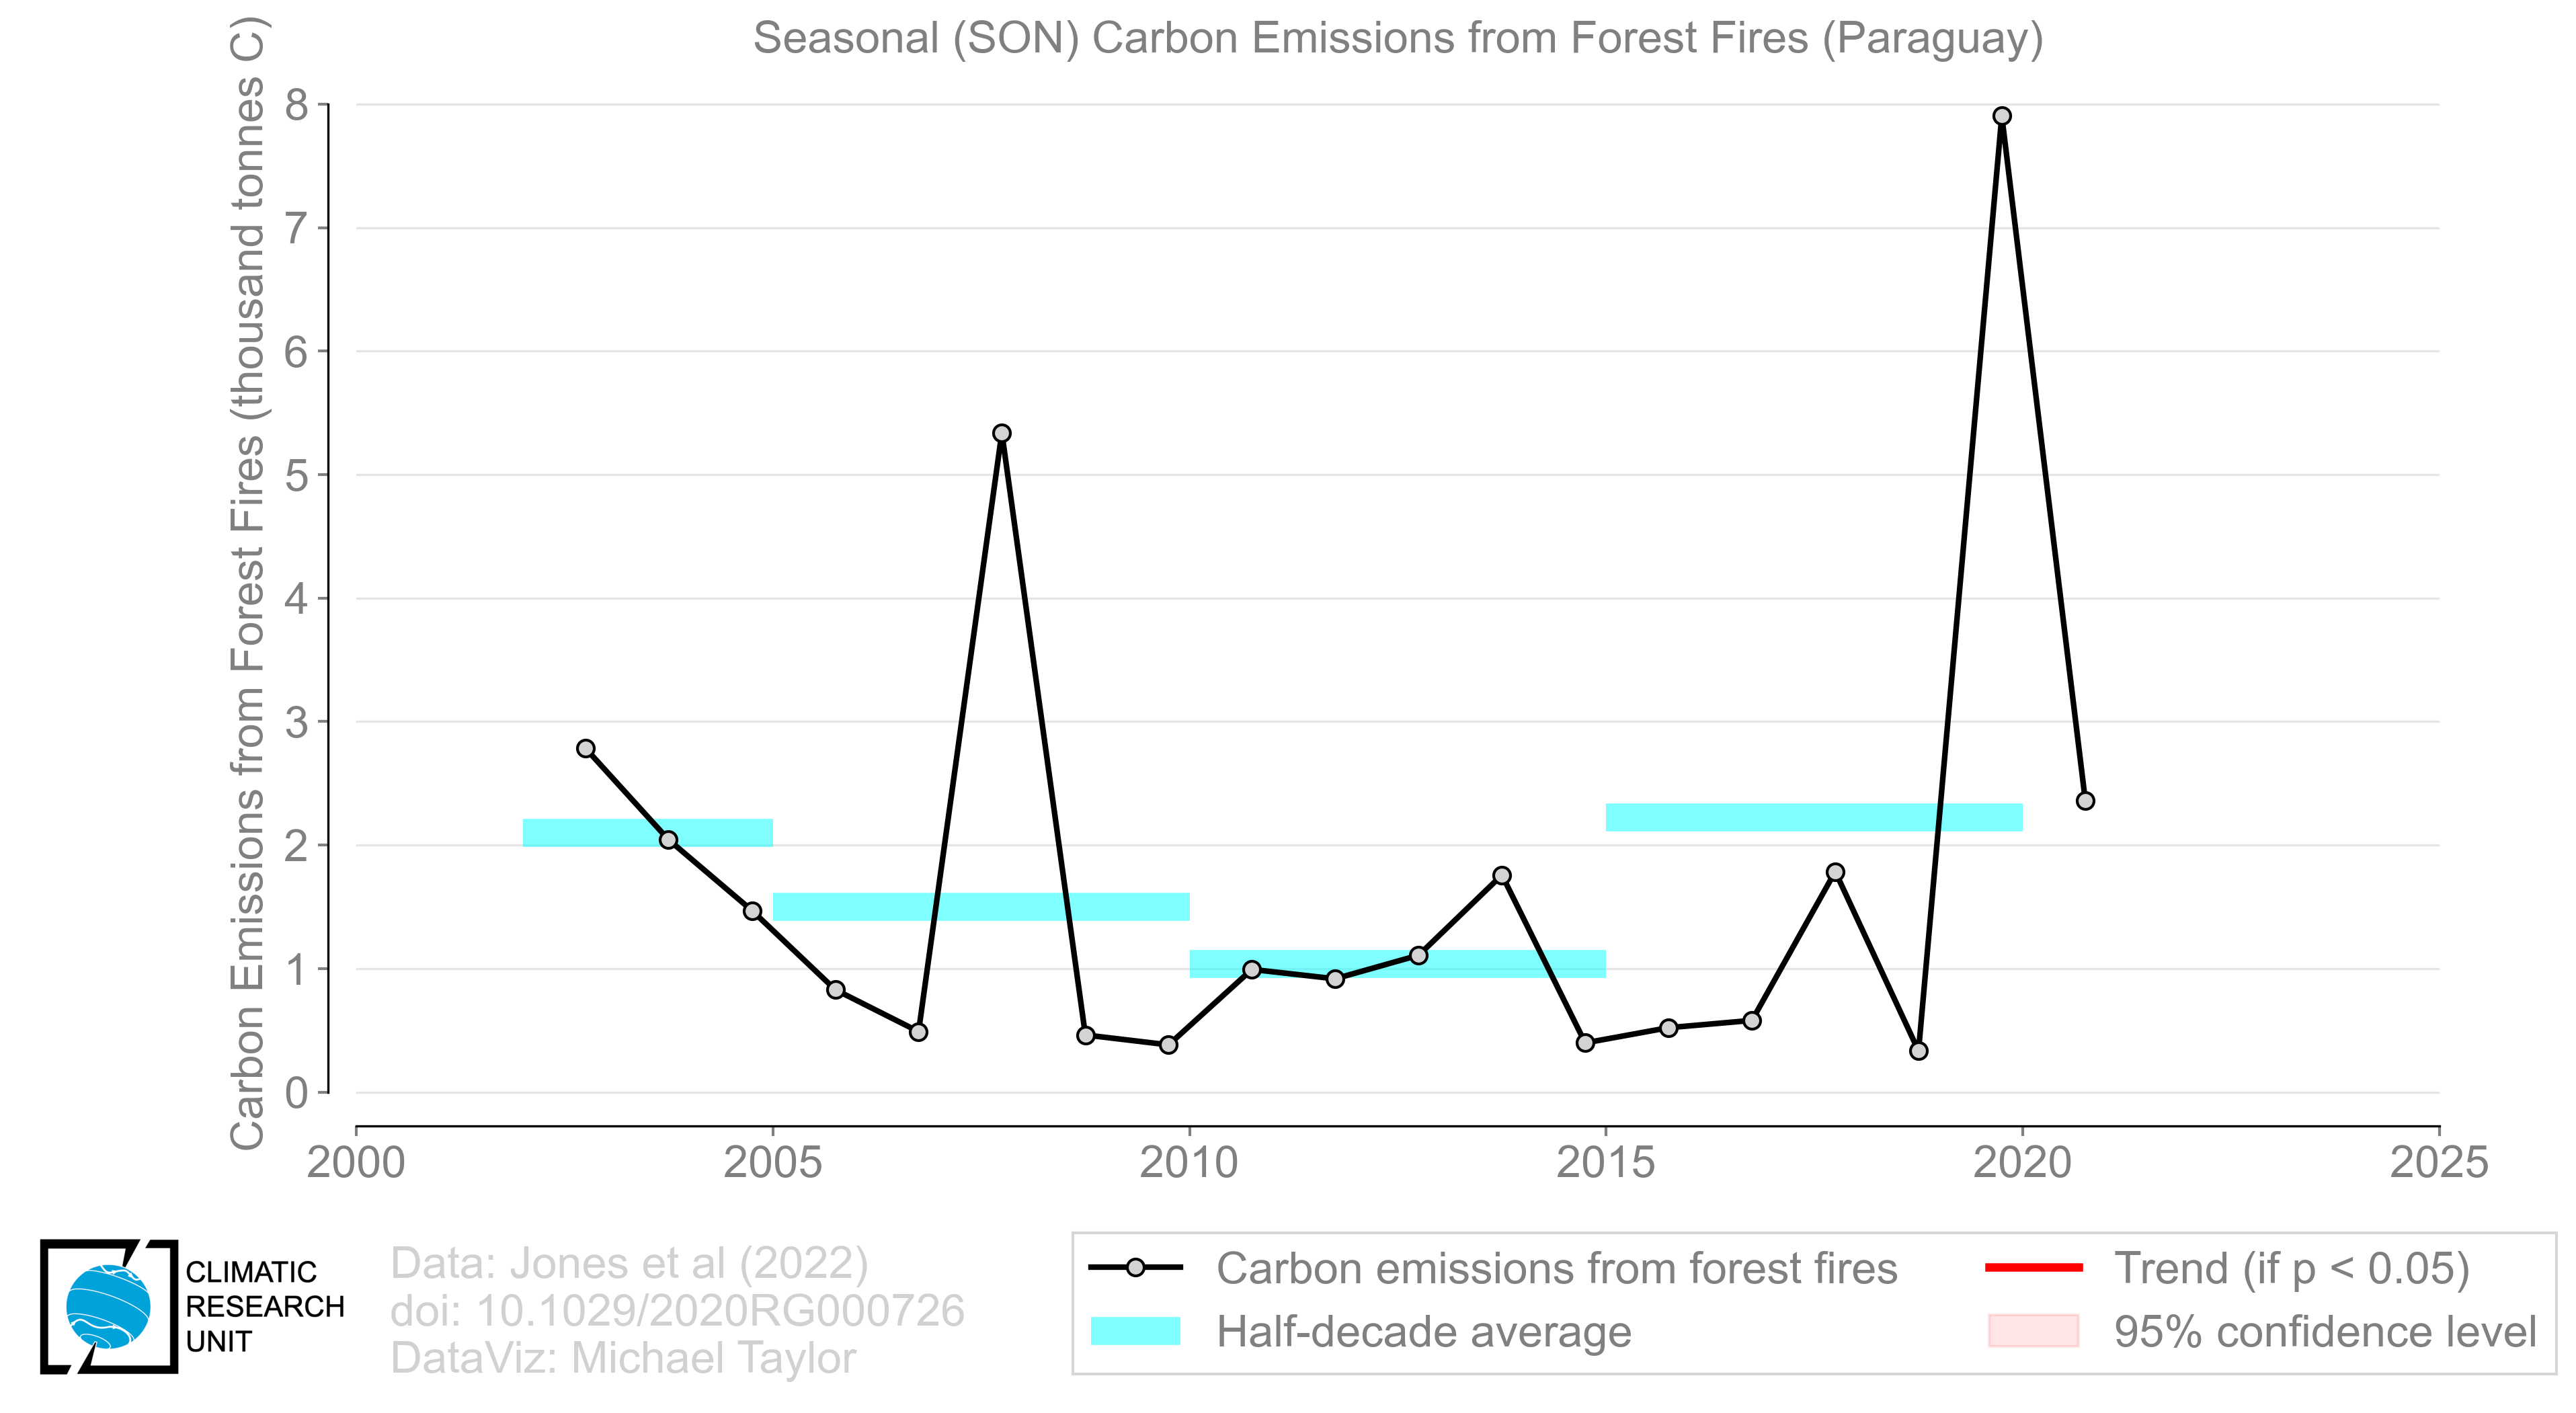 Seasonal (SON) Carbon Emissions from Forest Fires (Paraguay)
Carbon Emissions from Forest Fires (thousand tonnes C)
8
7
6
5
4
3
2
1
0
2000 2005 2010 2015 2020 2025
CLIMATIC
RESEARCH
UNIT
Data: Jones et al (2022)
doi: 10.1029/2020RG000726
DataViz: Michael Taylor
Carbon emissions from forest fires
Half-decade average
Trend (if p < 0.05)
95% confidence level